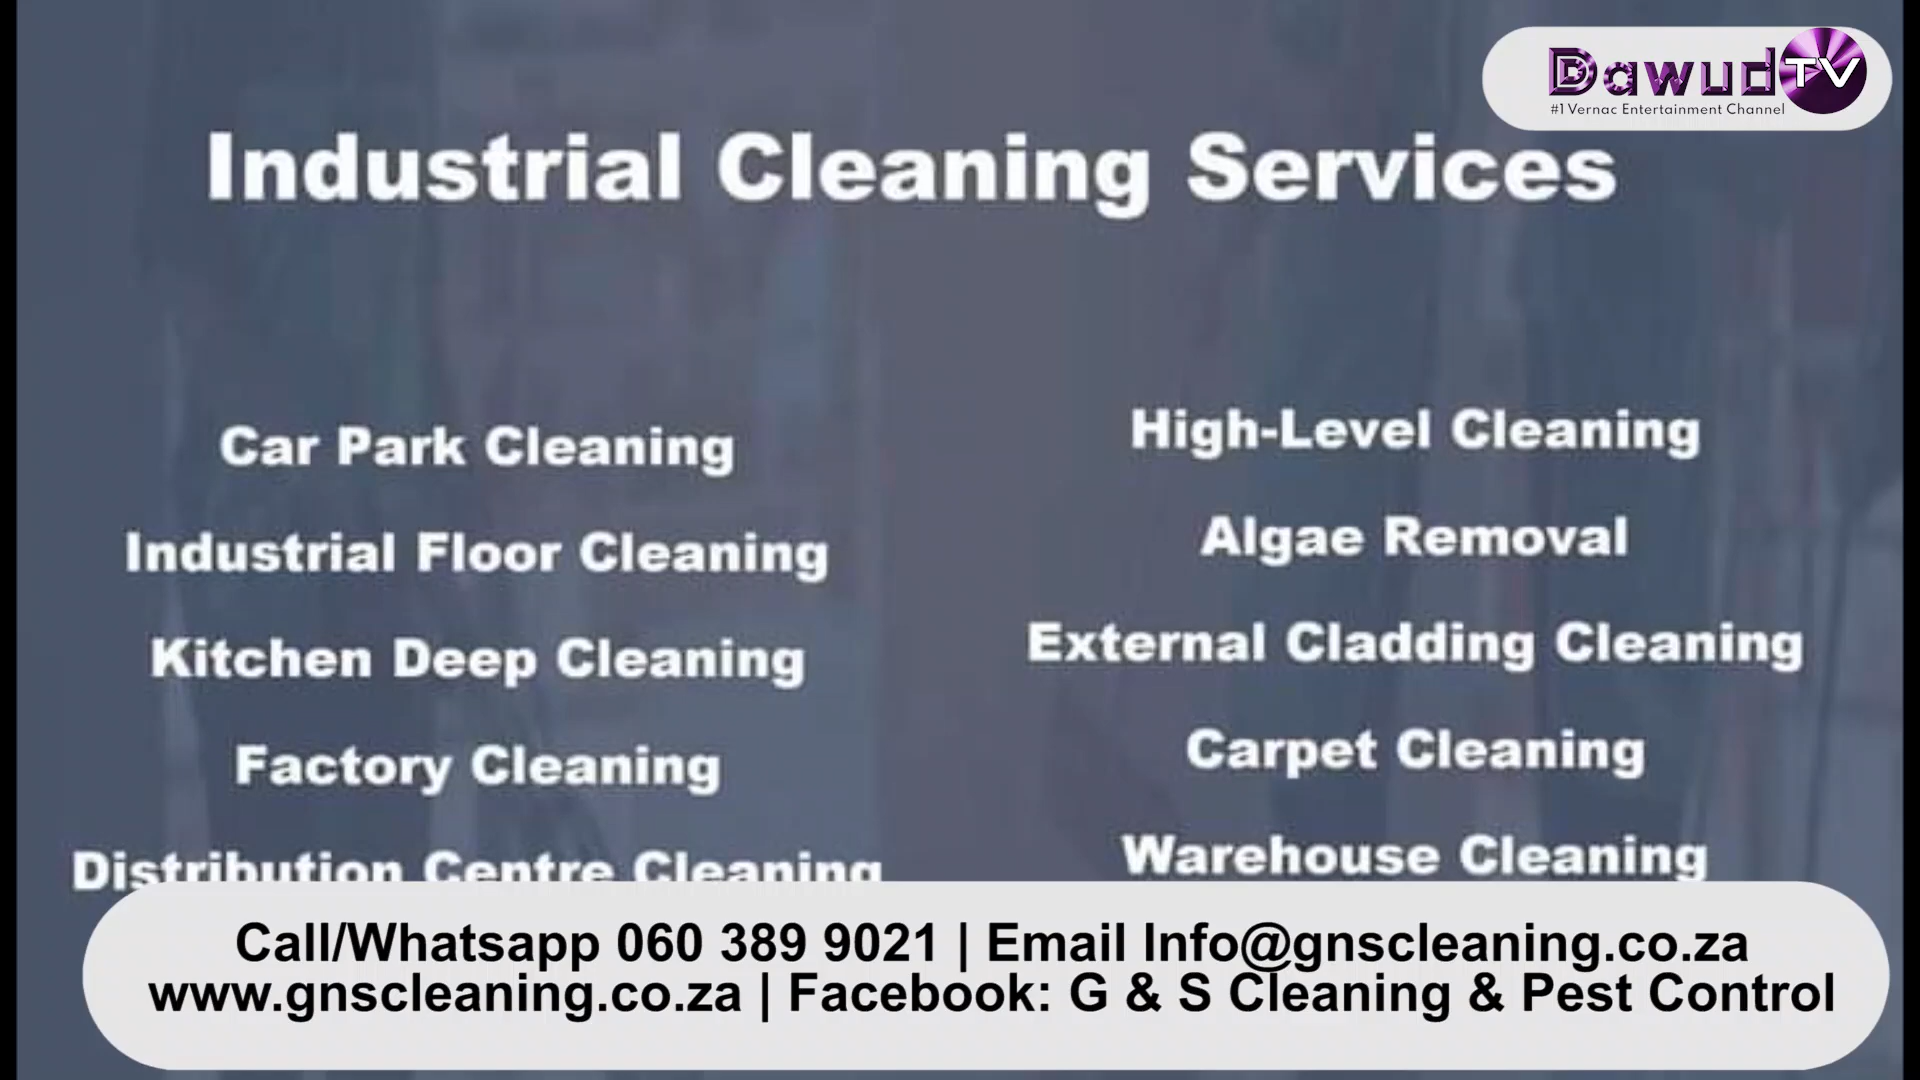 Dawud TV
#1 Vernac Entertainment Channel
Industrial Cleaning Services
Car Park Cleaning
Industrial Floor Cleaning
Kitchen Deep Cleaning
Factory Cleaning
Distribution Centre Cleaning
High-Level Cleaning
Algae Removal
External Cladding Cleaning
Carpet Cleaning
Warehouse Cleaning
Call/Whatsapp 060 389 9021 | Email Info@gnscleaning.co.za
www.gnscleaning.co.za | Facebook: G & S Cleaning & Pest Control